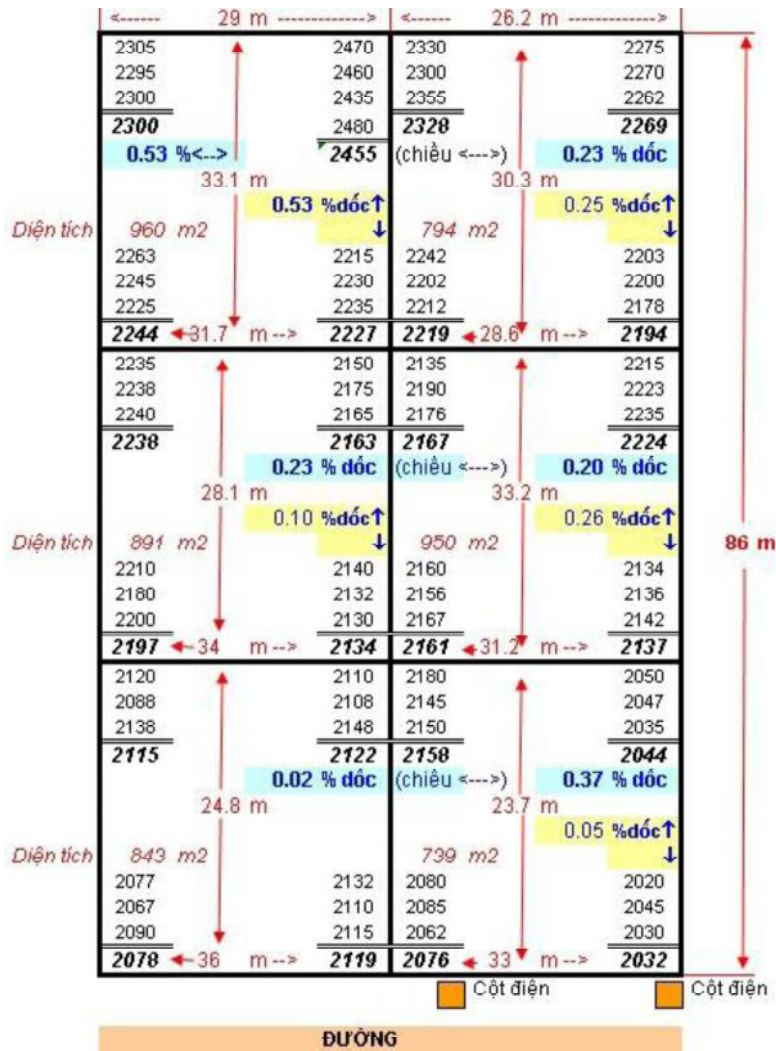 <------ 29 m -------------> <------ 26.2 m ------------->
2305 2470 2330 2275
2295 2460 2300 2270
2300 2435 2355 2262
2300 2480 2328 2269
0.53 %<--> 2455 (chiều <--->) 0.23 % dốc
33.1 m 30.3 m
0.53 %dốc↑ 0.25 %dốc↑
Diện tích 960 m2 ↓ 794 m2 ↓
2263 2215 2242 2203
2245 2230 2202 2200
2225 2235 2212 2178
2244 31.7 m --> 2227 2219 28.6 m --> 2194
2235 2150 2135 2215
2238 2175 2190 2223
2240 2165 2176 2235
2238 2163 2167 2224
0.23 % dốc (chiều <--->) 0.20 % dốc
28.1 m 33.2 m
0.10 %dốc↑ 0.26 %dốc↑
Diện tích 891 m2 ↓ 950 m2 ↓ 86 m
2210 2140 2160 2134
2180 2132 2156 2136
2200 2130 2167 2142
2197 34 m --> 2134 2161 31.2 m --> 2137
2120 2110 2180 2050
2088 2108 2145 2047
2138 2148 2150 2035
2115 2122 2158 2044
0.02 % dốc (chiều <--->) 0.37 % dốc
24.8 m 23.7 m
0.05 %dốc↑
Diện tích 843 m2 739 m2 ↓
2077 2132 2080 2020
2067 2110 2085 2045
2090 2115 2062 2030
2078 36 m --> 2119 2076 33 m --> 2032
Cột điện Cột điện
ĐƯỜNG